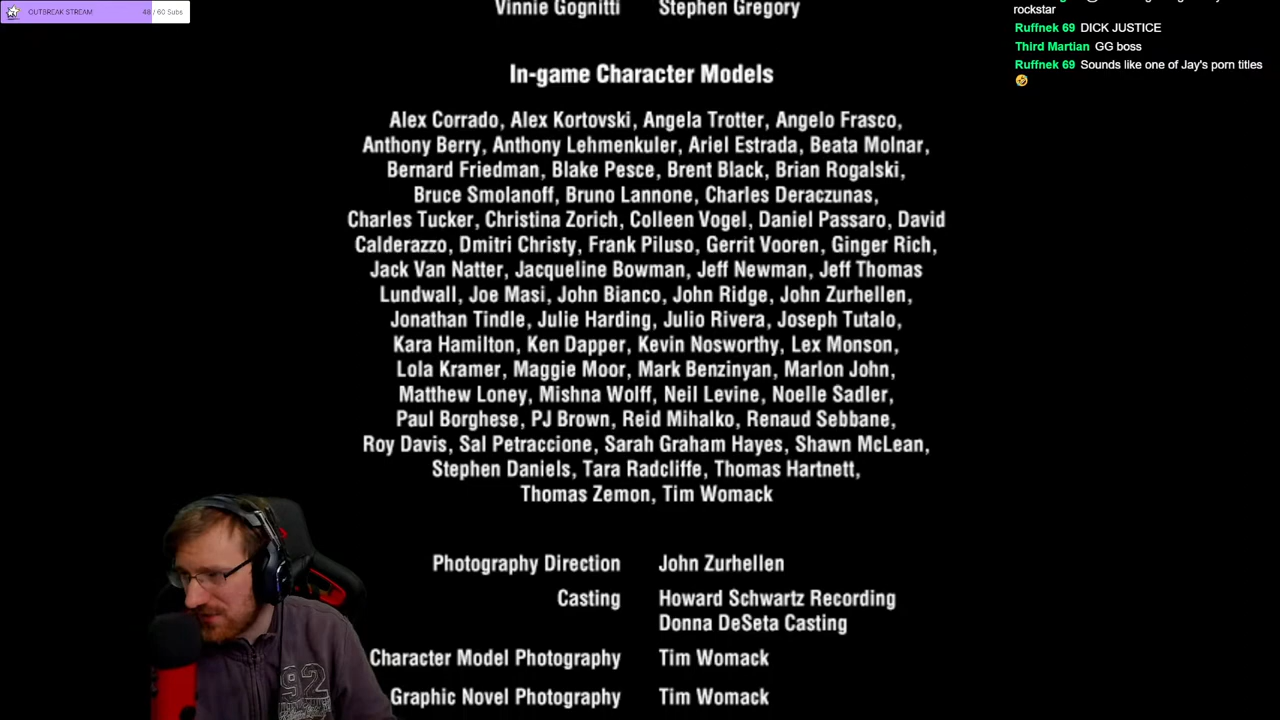 OUTBREAK STREAM 48 / 60 Subs
rockstar
Ruffnek 69 DICK JUSTICE
Third Martian GG boss
Ruffnek 69 Sounds like one of Jay's porn titles
Vinnie Gognitti Stephen Gregory
In-game Character Models
Alex Corrado, Alex Kortovski, Angela Trotter, Angelo Frasco,
Anthony Berry, Anthony Lehmenkuler, Ariel Estrada, Beata Molnar,
Bernard Friedman, Blake Pesce, Brent Black, Brian Rogalski,
Bruce Smolanoff, Bruno Lannone, Charles Deraczunas,
Charles Tucker, Christina Zorich, Colleen Vogel, Daniel Passaro, David
Calderazzo, Dmitri Christy, Frank Piluso, Gerrit Vooren, Ginger Rich,
Jack Van Natter, Jacqueline Bowman, Jeff Newman, Jeff Thomas
Lundwall, Joe Masi, John Bianco, John Ridge, John Zurhellen,
Jonathan Tindle, Julie Harding, Julio Rivera, Joseph Tutalo,
Kara Hamilton, Ken Dapper, Kevin Nosworthy, Lex Monson,
Lola Kramer, Maggie Moor, Mark Benzinyan, Marlon John,
Matthew Loney, Mishna Wolff, Neil Levine, Noelle Sadler,
Paul Borghese, PJ Brown, Reid Mihalko, Renaud Sebbane,
Roy Davis, Sal Petraccione, Sarah Graham Hayes, Shawn McLean,
Stephen Daniels, Tara Radcliffe, Thomas Hartnett,
Thomas Zemon, Tim Womack
Photography Direction John Zurhellen
Casting Howard Schwartz Recording
Donna DeSeta Casting
Character Model Photography Tim Womack
Graphic Novel Photography Tim Womack
92